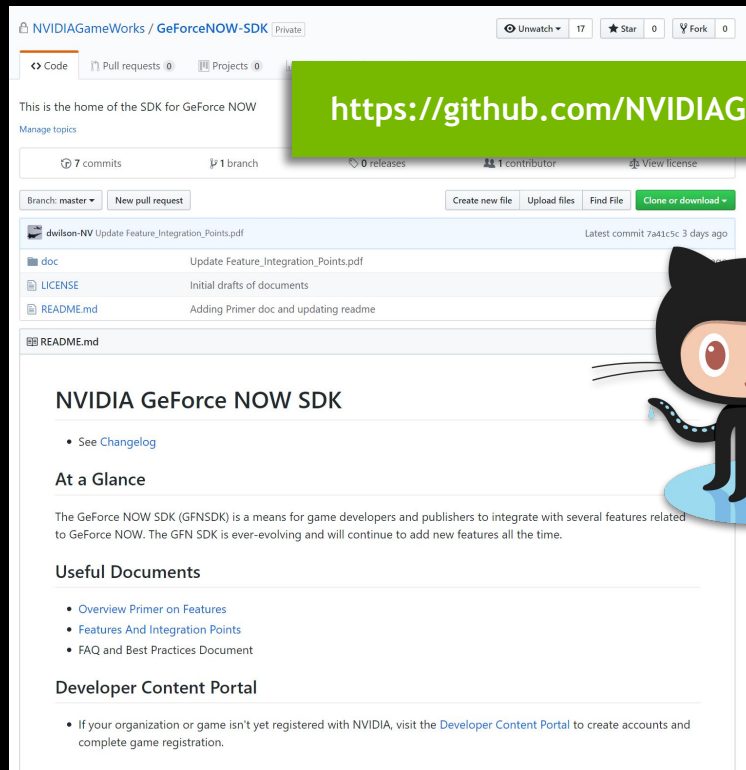 NVIDIAGameWorks / GeForceNOW-SDK Private
Unwatch 17 Star 0 Fork 0
Code Pull requests 0 Projects 0
https://github.com/NVIDIAG
This is the home of the SDK for GeForce NOW
Manage topics
7 commits 1 branch 0 releases 1 contributor View license
Branch: master New pull request Create new file Upload files Find File Clone or download
dwilson-NV Update Feature_Integration_Points.pdf Latest commit 7a41c5c 3 days ago
doc Update Feature_Integration_Points.pdf
LICENSE Initial drafts of documents
README.md Adding Primer doc and updating readme
README.md
NVIDIA GeForce NOW SDK
• See Changelog
At a Glance
The GeForce NOW SDK (GFNSDK) is a means for game developers and publishers to integrate with several features related
to GeForce NOW. The GFN SDK is ever-evolving and will continue to add new features all the time.
Useful Documents
• Overview Primer on Features
• Features And Integration Points
• FAQ and Best Practices Document
Developer Content Portal
• If your organization or game isn't yet registered with NVIDIA, visit the Developer Content Portal to create accounts and
complete game registration.